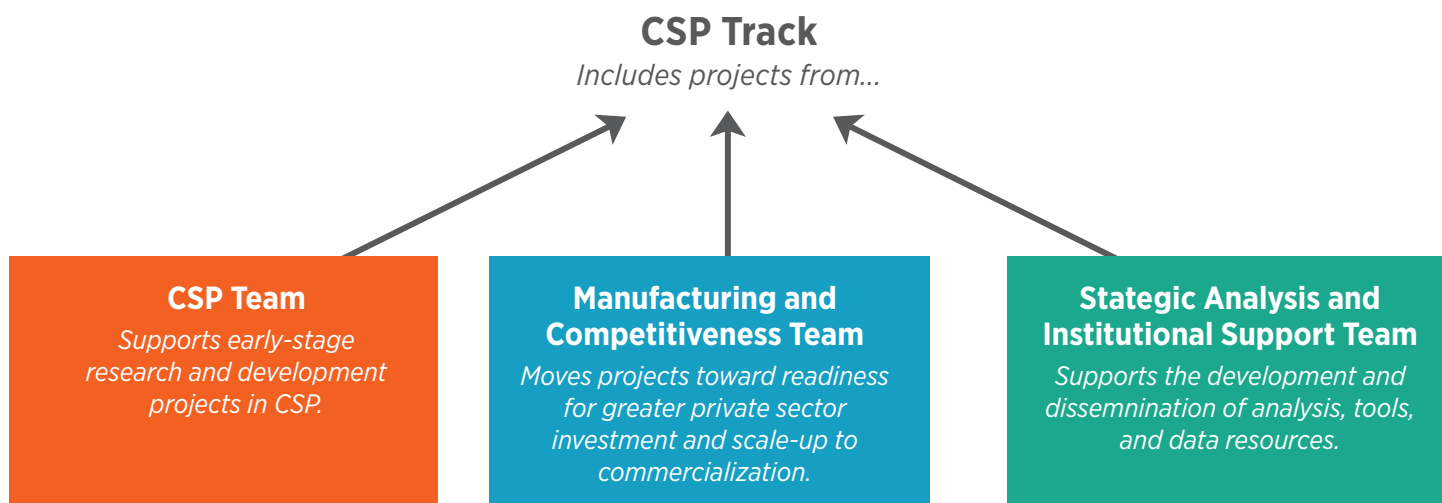 CSP Track
Includes projects from...
CSP Team
Supports early-stage
research and development
projects in CSP.
Manufacturing and
Competitiveness Team
Moves projects toward readiness
for greater private sector
investment and scale-up to
commercialization.
Stategic Analysis and
Institutional Support Team
Supports the development and
dissemnination of analysis, tools,
and data resources.